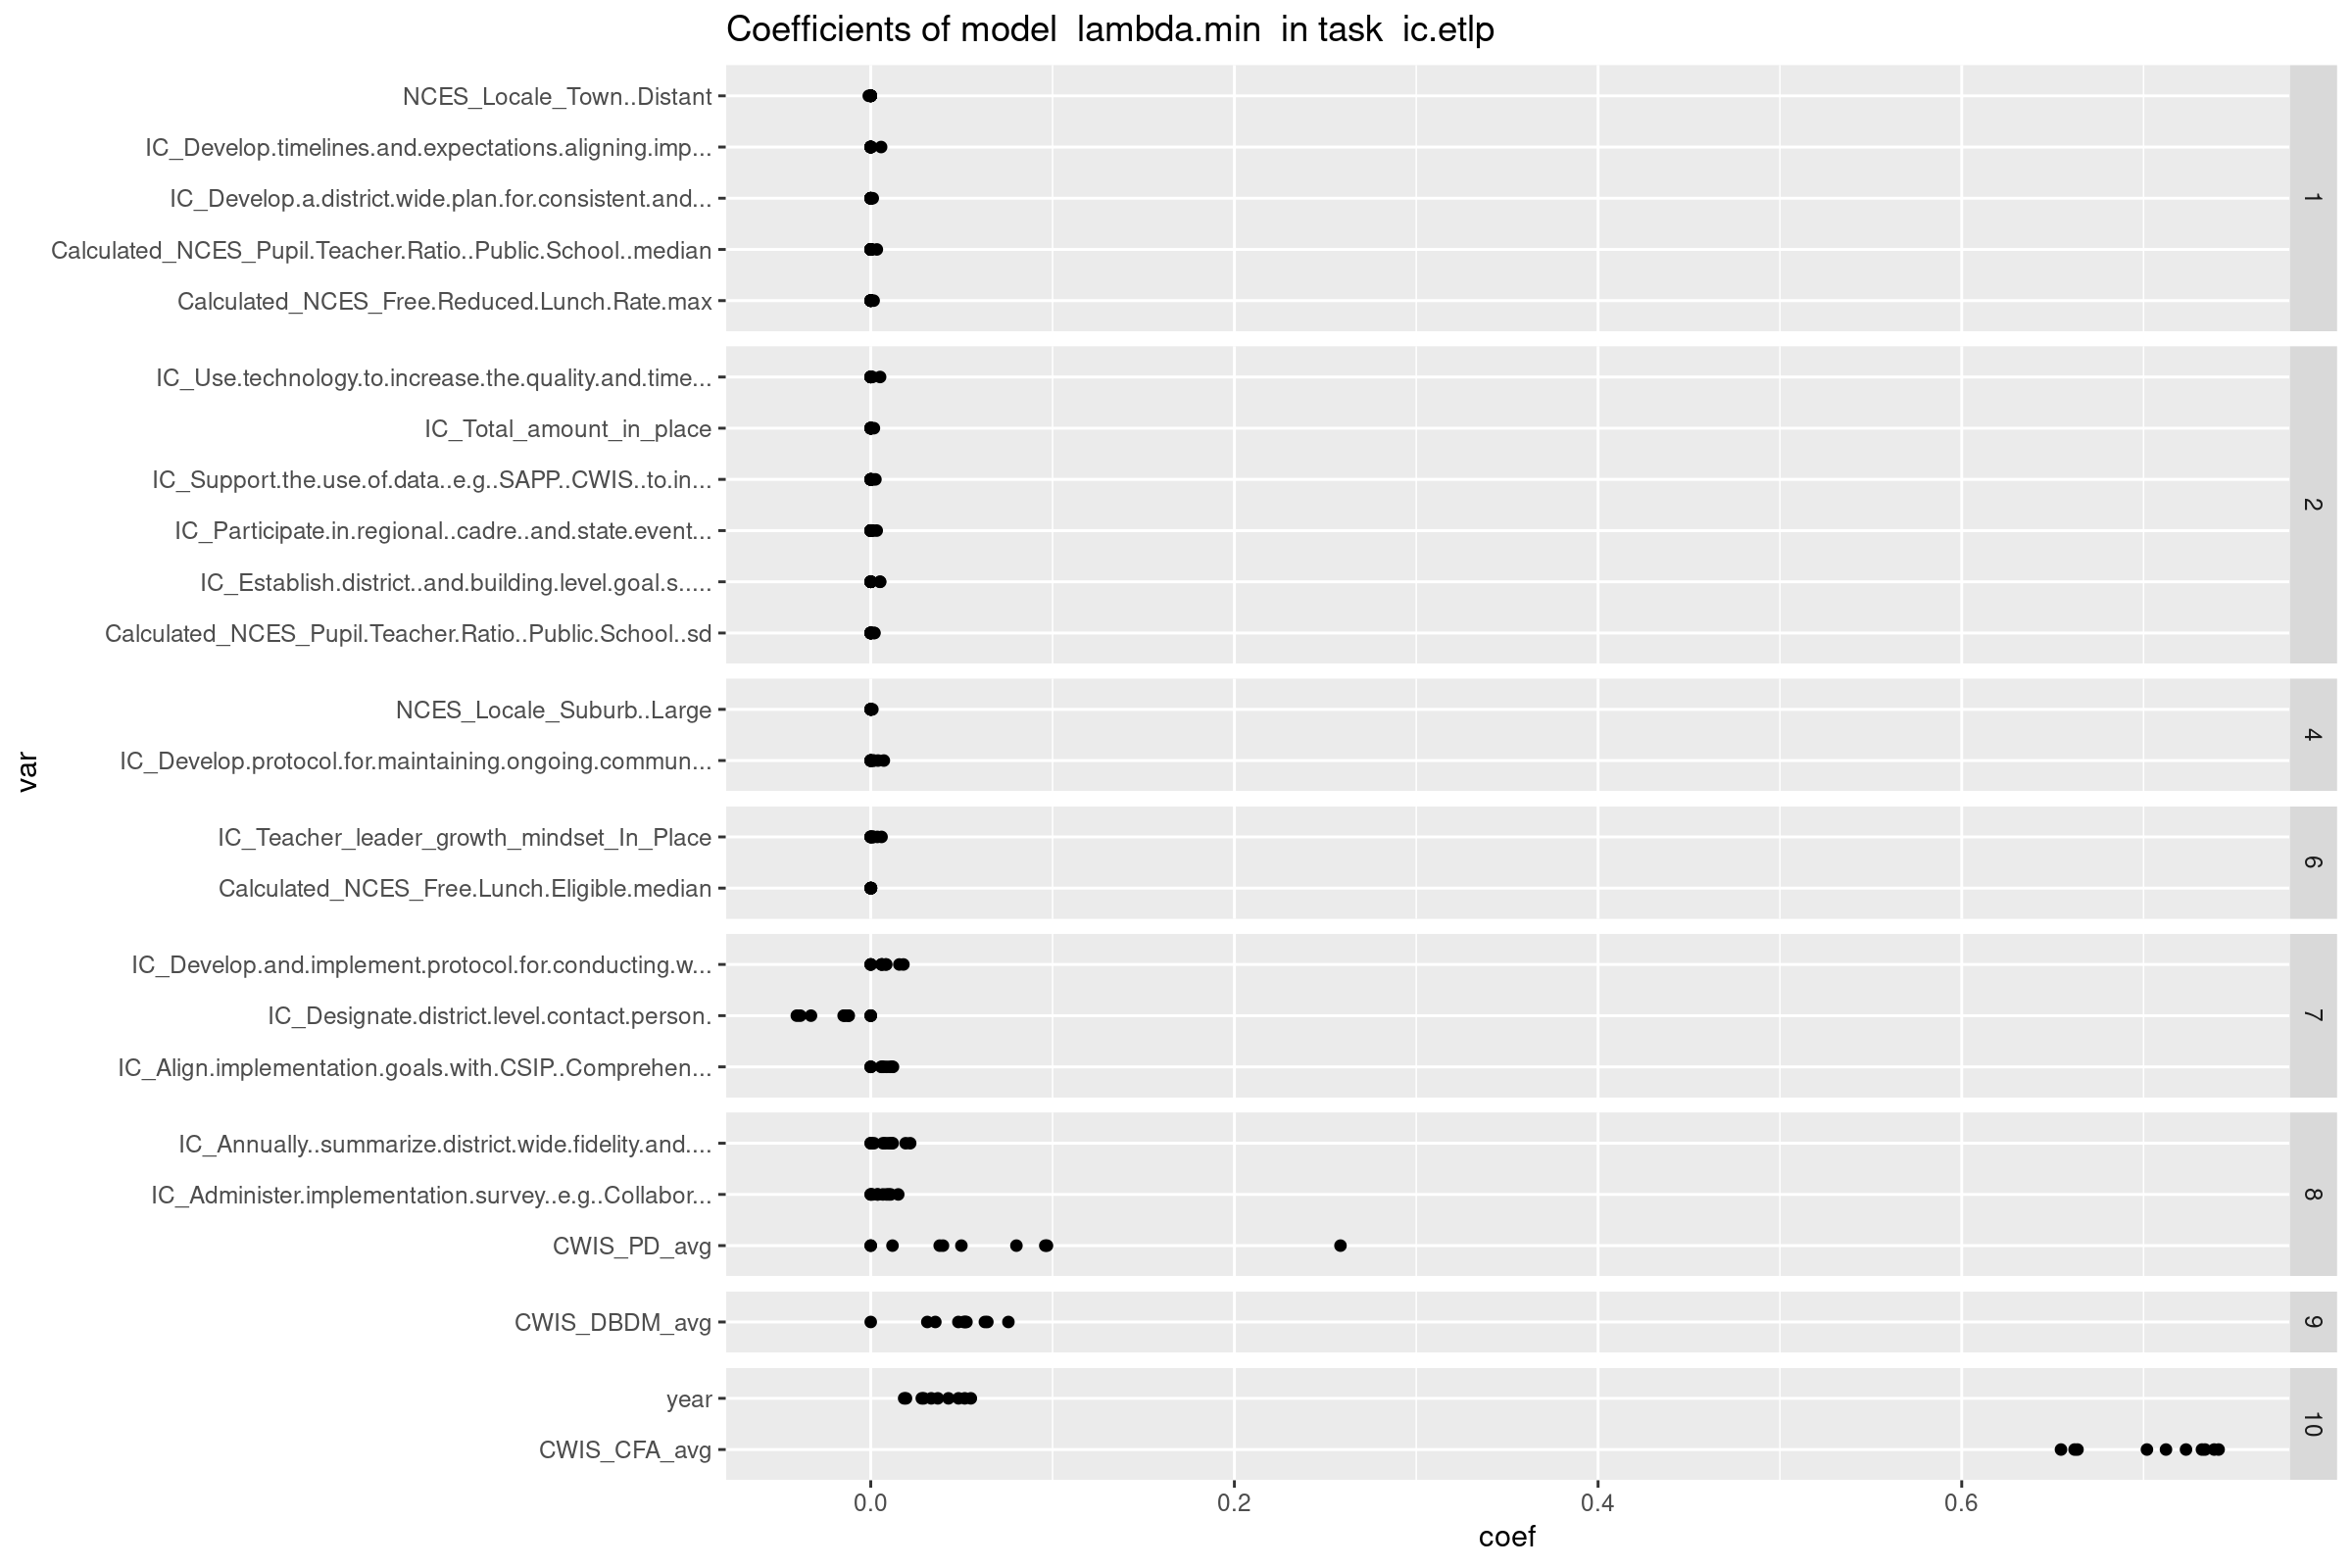 Coefficients of model  lambda.min  in task  ic.etlp
NCES_Locale_Town..Distant
IC_Develop.timelines.and.expectations.aligning.imp...
IC_Develop.a.district.wide.plan.for.consistent.and...
Calculated_NCES_Pupil.Teacher.Ratio..Public.School..median
Calculated_NCES_Free.Reduced.Lunch.Rate.max
1
IC_Use.technology.to.increase.the.quality.and.time...
IC_Total_amount_in_place
IC_Support.the.use.of.data..e.g..SAPP..CWIS..to.in...
IC_Participate.in.regional..cadre..and.state.event...
IC_Establish.district..and.building.level.goal.s.....
Calculated_NCES_Pupil.Teacher.Ratio..Public.School..sd
2
NCES_Locale_Suburb..Large
IC_Develop.protocol.for.maintaining.ongoing.commun...
4
IC_Teacher_leader_growth_mindset_In_Place
Calculated_NCES_Free.Lunch.Eligible.median
6
IC_Develop.and.implement.protocol.for.conducting.w...
IC_Designate.district.level.contact.person.
IC_Align.implementation.goals.with.CSIP..Comprehen...
7
IC_Annually..summarize.district.wide.fidelity.and....
IC_Administer.implementation.survey..e.g..Collabor...
CWIS_PD_avg
8
CWIS_DBDM_avg
9
year
CWIS_CFA_avg
10
var
0.0 0.2 0.4 0.6
coef